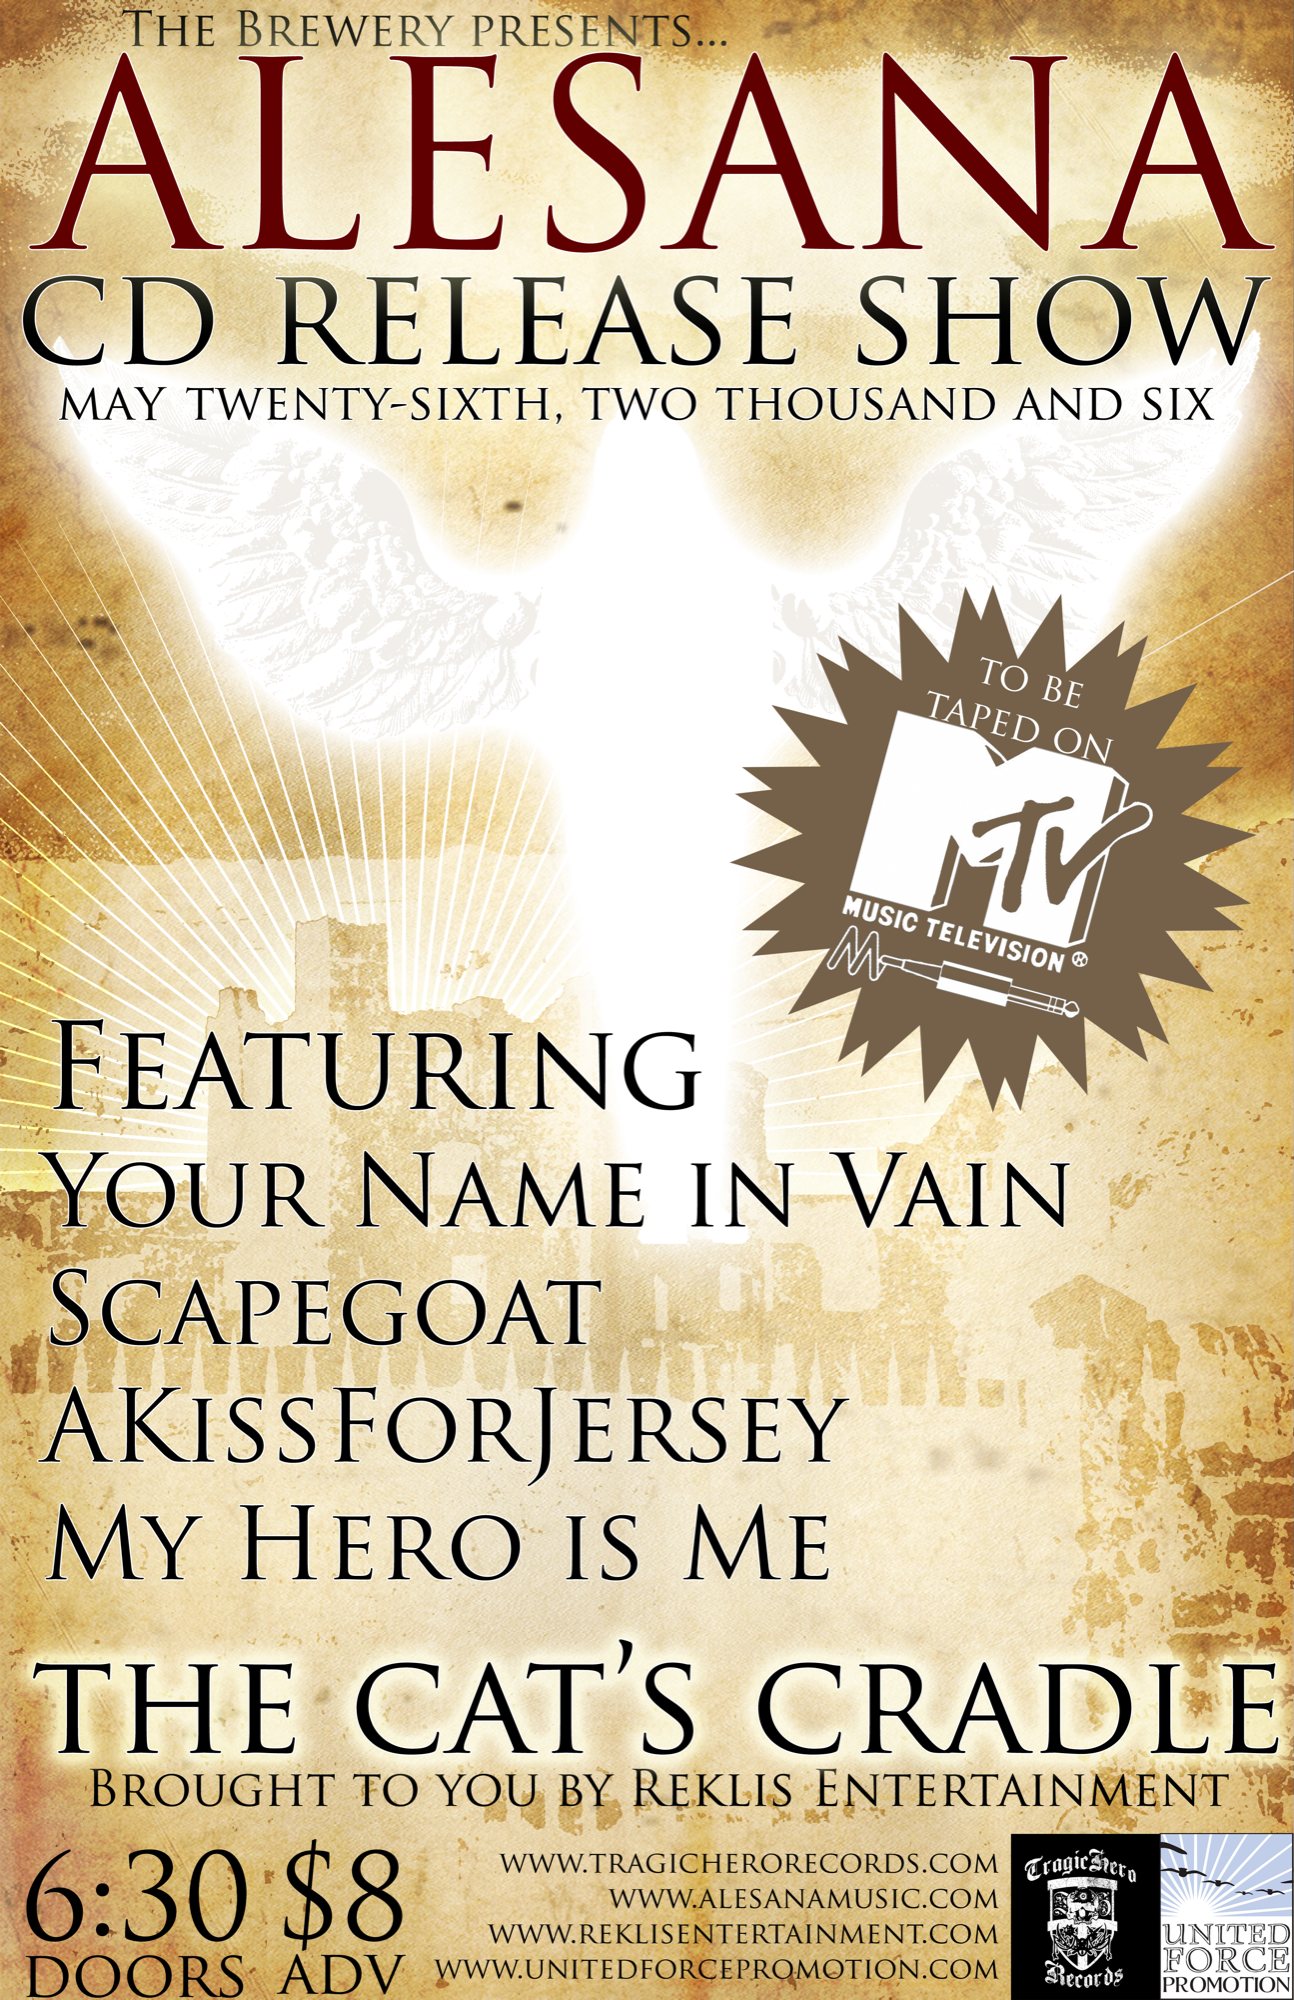 The Brewery presents...
ALESANA
CD RELEASE SHOW
MAY TWENTY-SIXTH, TWO THOUSAND AND SIX
TO BE
TAPED ON
MTV
MUSIC TELEVISION®
Featuring
Your Name in Vain
Scapegoat
AKissForJersey
My Hero is Me
THE CAT'S CRADLE
Brought to you by Reklis Entertainment
6:30
DOORS
$8
ADV
WWW.TRAGICHERORECORDS.COM
WWW.ALESANAMUSIC.COM
WWW.REKLISENTERTAINMENT.COM
WWW.UNITEDFORCEPROMOTION.COM
TragicHero
Records
UNITED
FORCE
PROMOTION